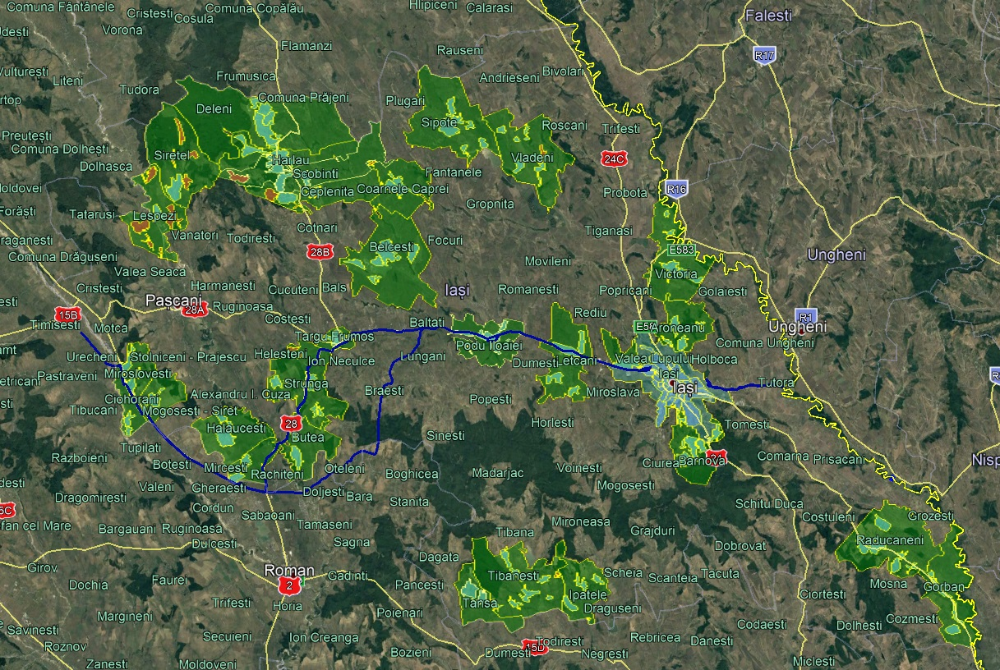 Comuna Fântânele
Cristesti
Comuna Copălău
Cosula
Hlipiceni
Calarasi
Falesti
Vorona
Flamanzi
Rauseni
R17
Vulturești
Liteni
Frumusica
Andrieseni
Bivolari
Tudora
Comuna Prăjeni
Plugari
Deleni
Sipote
Roscani
Trifesti
Preutești
Comuna Dolhești
Sirețel
Vladeni
24C
Dolhasca
Harlau
Scobinti
Fantanele
Ceplenita
Coarnele Caprei
Probota
R16
Gropnita
Forăști
Tatarusi
Lespezi
Vanatori
Todiresti
Cotnari
Tiganasi
Focuri
Belcesti
E583
Ungheni
Comuna Drăguseni
28B
Movileni
Valea Seacă
Victoria
Cristesti
Harmanesti
Cucuteni
Bals
Iași
Romanesti
Popricani
Golaiesti
Pașcani
28A
Ruginoasa
15B
Timisesti
Motca
Costesti
Baltati
Rediu
R1
Ungheni
Aroneanu
Targu Frumos
Podu Iloaiei
Comuna Ungheni
Urecheni
Stolniceni - Prăjescu
Helesteni
Ion Neculce
Lungani
Dumesti
Letcani
Valea Lupului
Holboca
Pastraveni
Miroslovesti
Iasi
Strunga
Iași
Tutora
Ciohorani
Alexandru I. Cuza
Braesti
Miroslava
Tibucani
Mogosesti - Siret
Popesti
28
Halaucesti
Horlesti
Tomesti
Butea
Sinesti
Tupilati
Razboieni
Botesti
Mircesti
Rachiteni
Oteleni
Boghicea
Madarjac
Voinesti
Ciurea
Barnova
24
Comarna
Prisacani
Nisp
Valeni
Gheraesti
Doljesti
Bara
Mogosesti
Dragomiresti
Stanita
Schitu Duca
Cordun
Sabaoani
Costuleni
Grozesti
Tamaseni
Mironeasa
Bargauani
Ruginoasa
Tibana
Grajduri
Dulcesti
Sagna
Raducaneni
Dobrovat
Dagata
Girov
Roman
Gadinti
Tibanesti
Scheia
Scanteia
Tacuta
Dochia
Faurei
2
Pancesti
Tansa
Ipatele
Mosna
Gorban
Ciortesti
Trifesti
Horia
Draguseni
Margineni
Poienari
Codaesti
Dolhesti
Cozmesti
Savinesti
Secuieni
Ion Creanga
Todiresti
Rebricea
Danesti
Roznov
15D
Bozieni
Dumesti
Negresti
Zanesti
Moldoveni
Miclesti